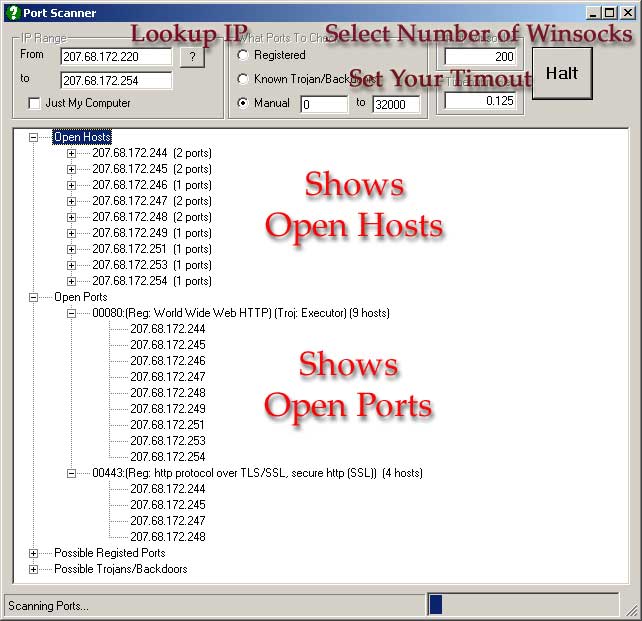 Port Scanner
IP Range
Lookup IP
What Ports To Check
Select Number of Winsocks
From
207.68.172.220
?
Registered
200
Halt
to
207.68.172.254
Known Trojan/Backdoors
Set Your Timout
Just My Computer
Manual
0
to
32000
0.125
Open Hosts
207.68.172.244 (2 ports)
207.68.172.245 (2 ports)
207.68.172.246 (1 ports)
207.68.172.247 (2 ports)
207.68.172.248 (2 ports)
207.68.172.249 (1 ports)
207.68.172.251 (1 ports)
207.68.172.253 (1 ports)
207.68.172.254 (1 ports)
Shows
Open Hosts
Open Ports
00080:(Reg: World Wide Web HTTP) (Troj: Executor) (9 hosts)
207.68.172.244
207.68.172.245
207.68.172.246
207.68.172.247
207.68.172.248
207.68.172.249
207.68.172.251
207.68.172.253
207.68.172.254
Shows
Open Ports
00443:(Reg: http protocol over TLS/SSL, secure http (SSL)) (4 hosts)
207.68.172.244
207.68.172.245
207.68.172.247
207.68.172.248
Possible Registed Ports
Possible Trojans/Backdoors
Scanning Ports...